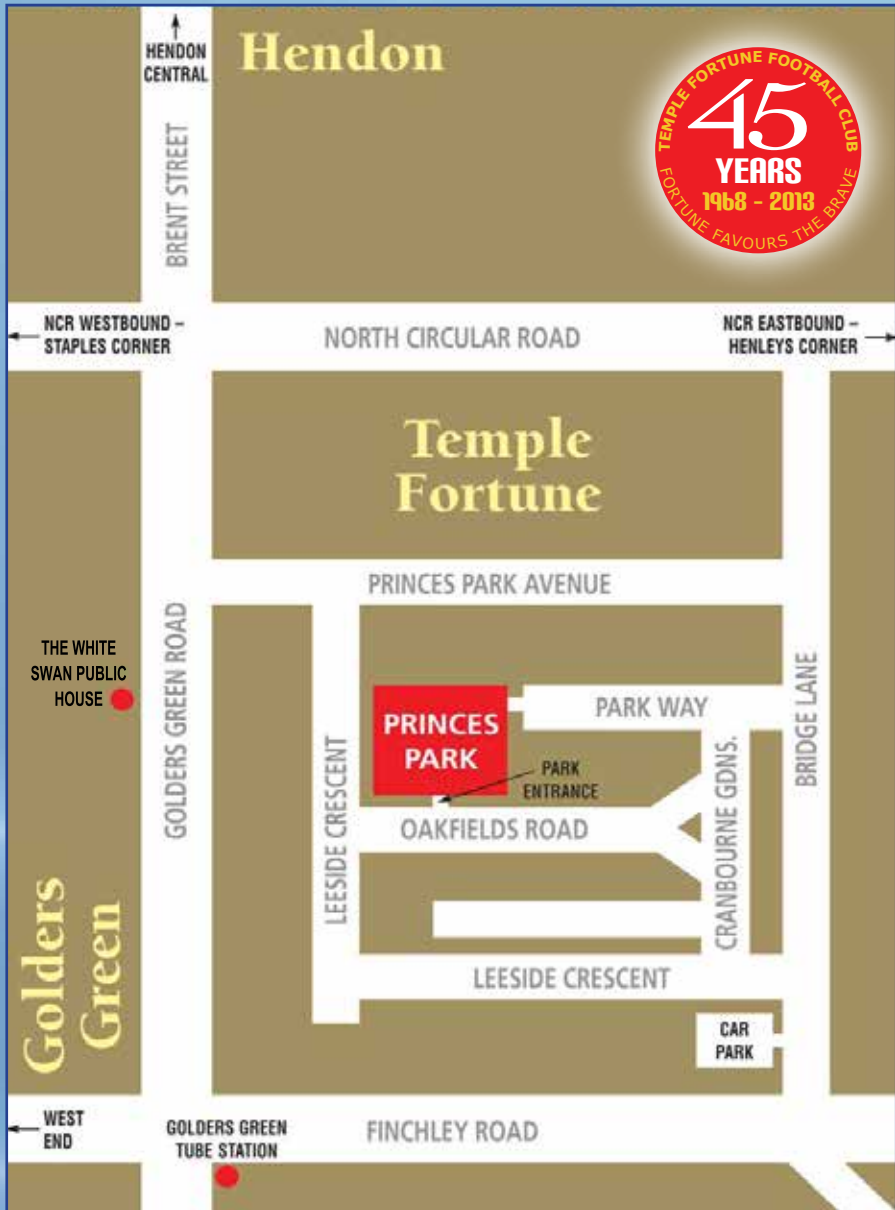 HENDON
CENTRAL
Hendon
TEMPLE FORTUNE FOOTBALL CLUB
45
YEARS
1968 - 2013
FORTUNE FAVOURS THE BRAVE
BRENT STREET
NCR WESTBOUND –
STAPLES CORNER
NORTH CIRCULAR ROAD
NCR EASTBOUND –
HENLEYS CORNER
Temple
Fortune
PRINCES PARK AVENUE
GOLDERS GREEN ROAD
THE WHITE
SWAN PUBLIC
HOUSE
LEESIDE CRESCENT
PRINCES
PARK
PARK WAY
PARK
ENTRANCE
OAKFIELDS ROAD
CRANBOURNE GDNS.
BRIDGE LANE
Golders
Green
LEESIDE CRESCENT
CAR
PARK
WEST
END
GOLDERS GREEN
TUBE STATION
FINCHLEY ROAD